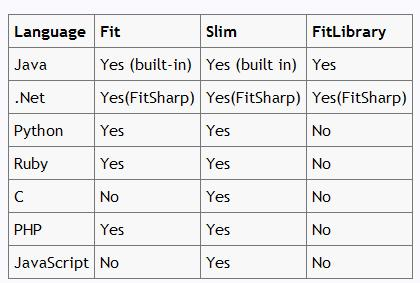 Language Fit Slim FitLibrary
Java Yes (built-in) Yes (built in) Yes
.Net Yes(FitSharp) Yes(FitSharp) Yes(FitSharp)
Python Yes Yes No
Ruby Yes Yes No
C No Yes No
PHP Yes Yes No
JavaScript No Yes No